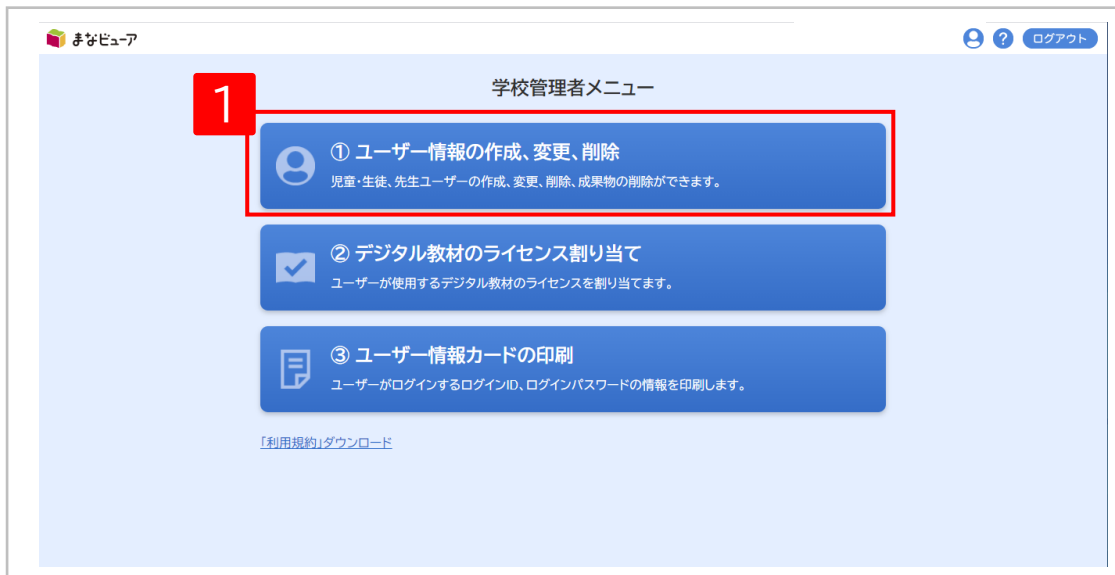 まなビューア
? ログアウト
学校管理者メニュー
1
① ユーザー情報の作成、変更、削除
児童・生徒、先生ユーザーの作成、変更、削除、成果物の削除ができます。
② デジタル教材のライセンス割り当て
ユーザーが使用するデジタル教材のライセンスを割り当てます。
③ ユーザー情報カードの印刷
ユーザーがログインするログインID、ログインパスワードの情報を印刷します。
「利用規約」ダウンロード